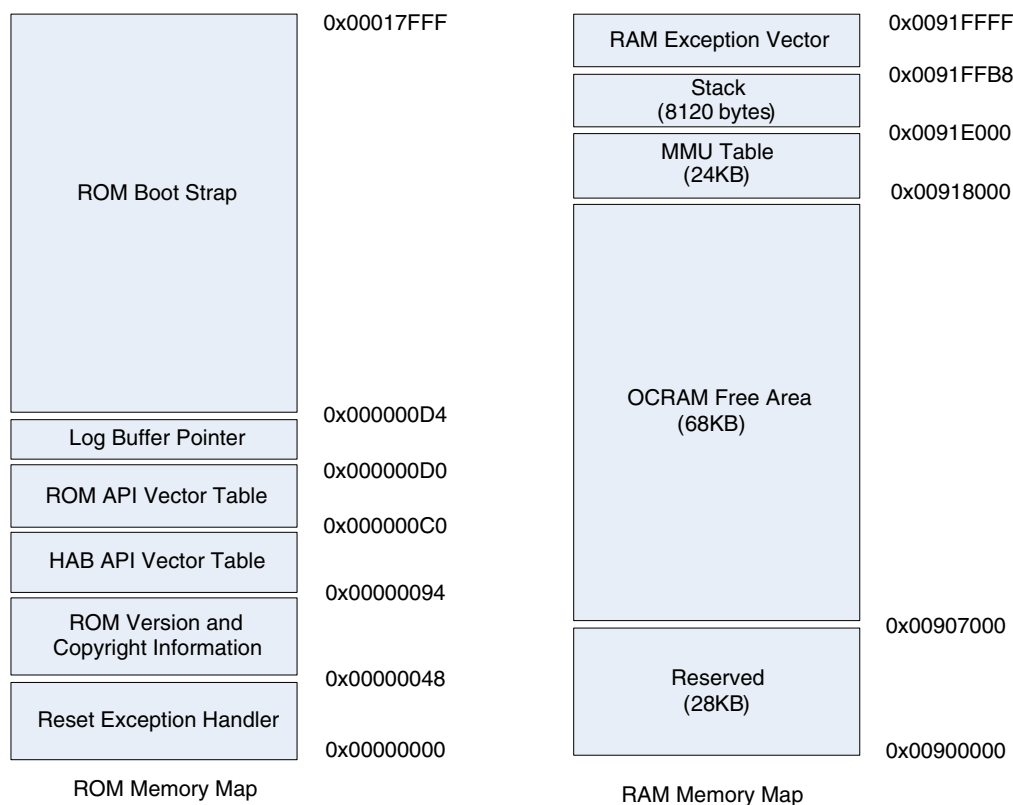 0x00017FFF
ROM Boot Strap
0x000000D4
Log Buffer Pointer
0x000000D0
ROM API Vector Table
0x000000C0
HAB API Vector Table
0x00000094
ROM Version and
Copyright Information
0x00000048
Reset Exception Handler
0x00000000
ROM Memory Map
0x0091FFFF
RAM Exception Vector
0x0091FFB8
Stack
(8120 bytes)
0x0091E000
MMU Table
(24KB)
0x00918000
OCRAM Free Area
(68KB)
0x00907000
Reserved
(28KB)
0x00900000
RAM Memory Map